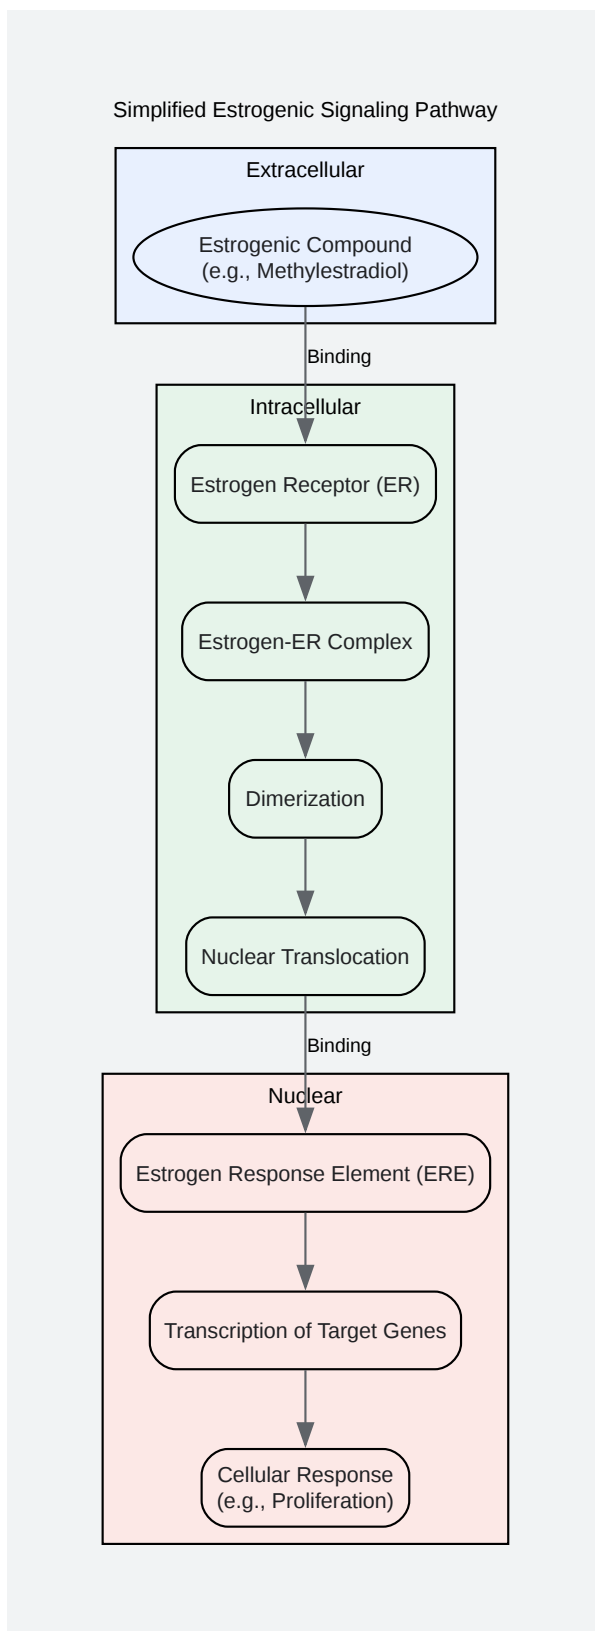 Simplified Estrogenic Signaling Pathway
Extracellular
Estrogenic Compound
(e.g., Methylestradiol)
Binding
Intracellular
Estrogen Receptor (ER)
Estrogen-ER Complex
Dimerization
Nuclear Translocation
Binding
Nuclear
Estrogen Response Element (ERE)
Transcription of Target Genes
Cellular Response
(e.g., Proliferation)